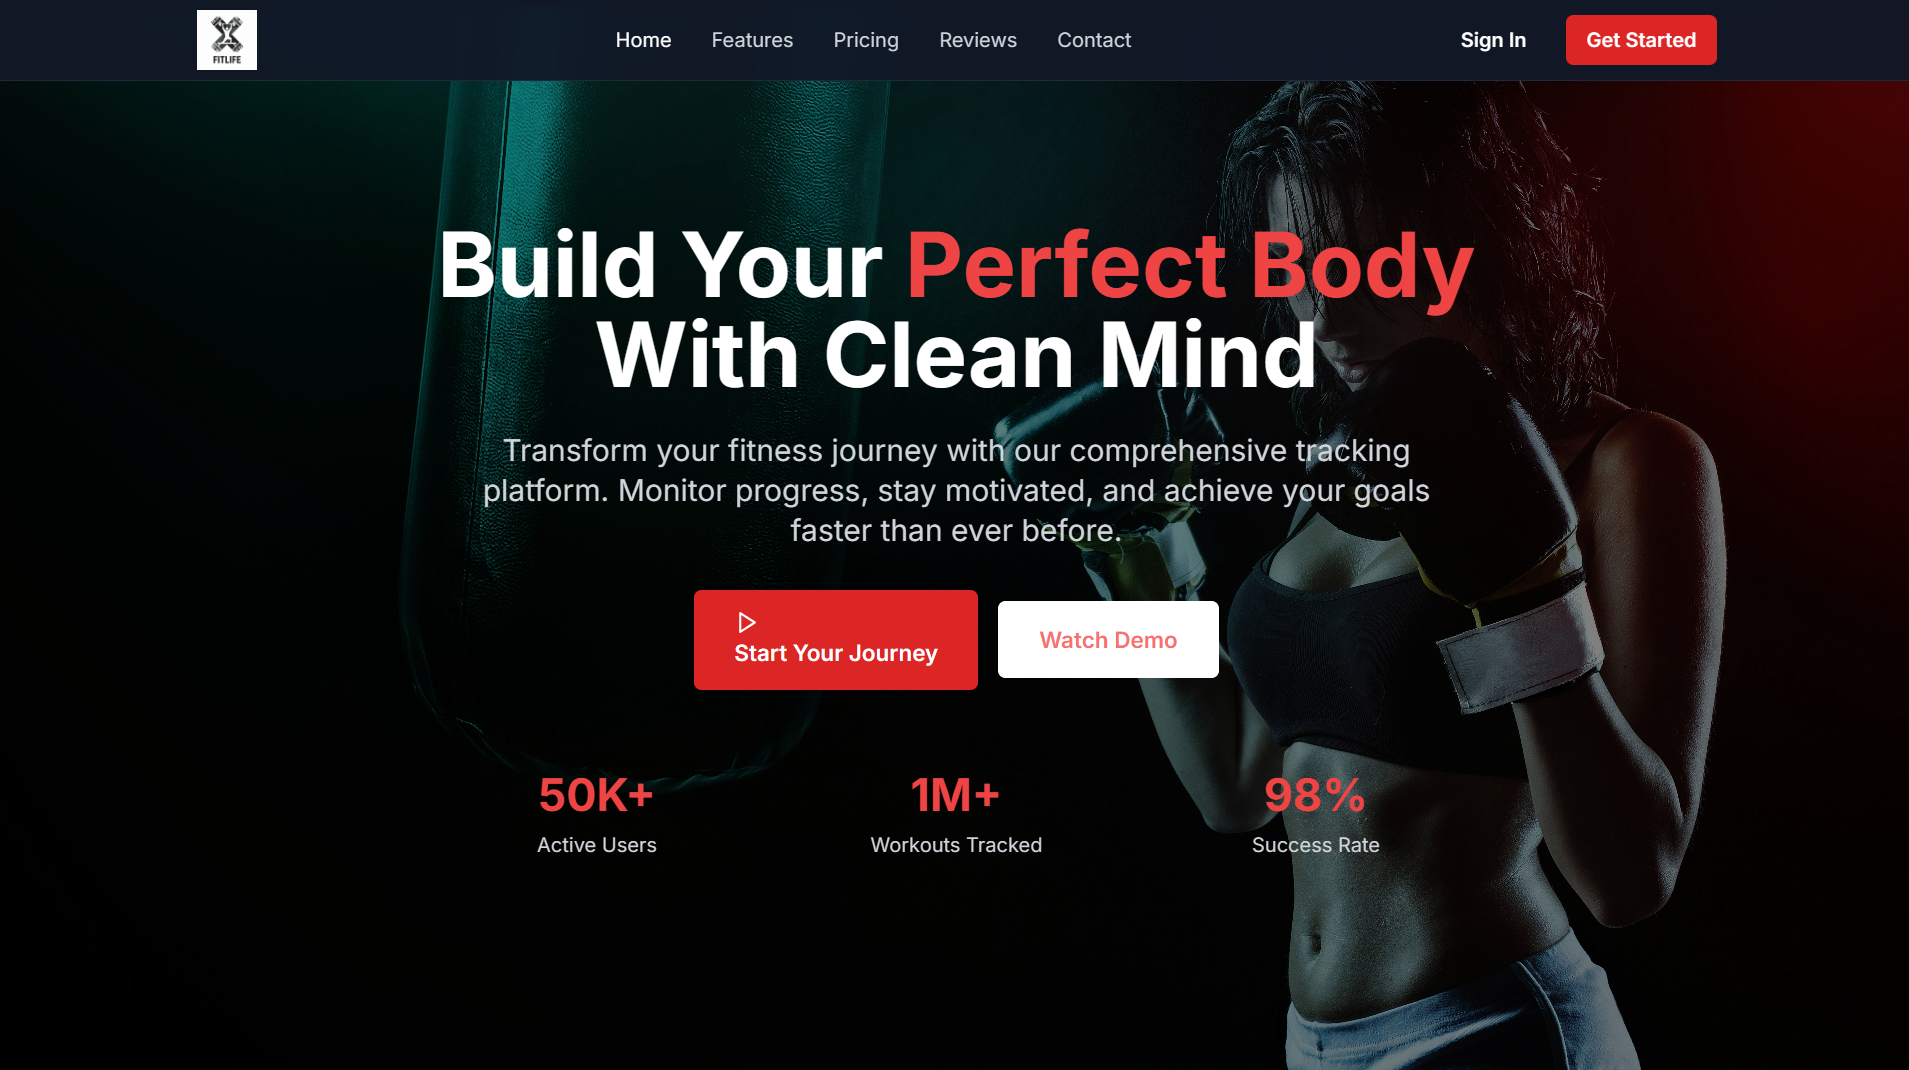 FITLIFE
Home
Features
Pricing
Reviews
Contact
Sign In
Get Started
Build Your Perfect Body
With Clean Mind
Transform your fitness journey with our comprehensive tracking
platform. Monitor progress, stay motivated, and achieve your goals
faster than ever before.
Start Your Journey
Watch Demo
50K+
Active Users
1M+
Workouts Tracked
98%
Success Rate